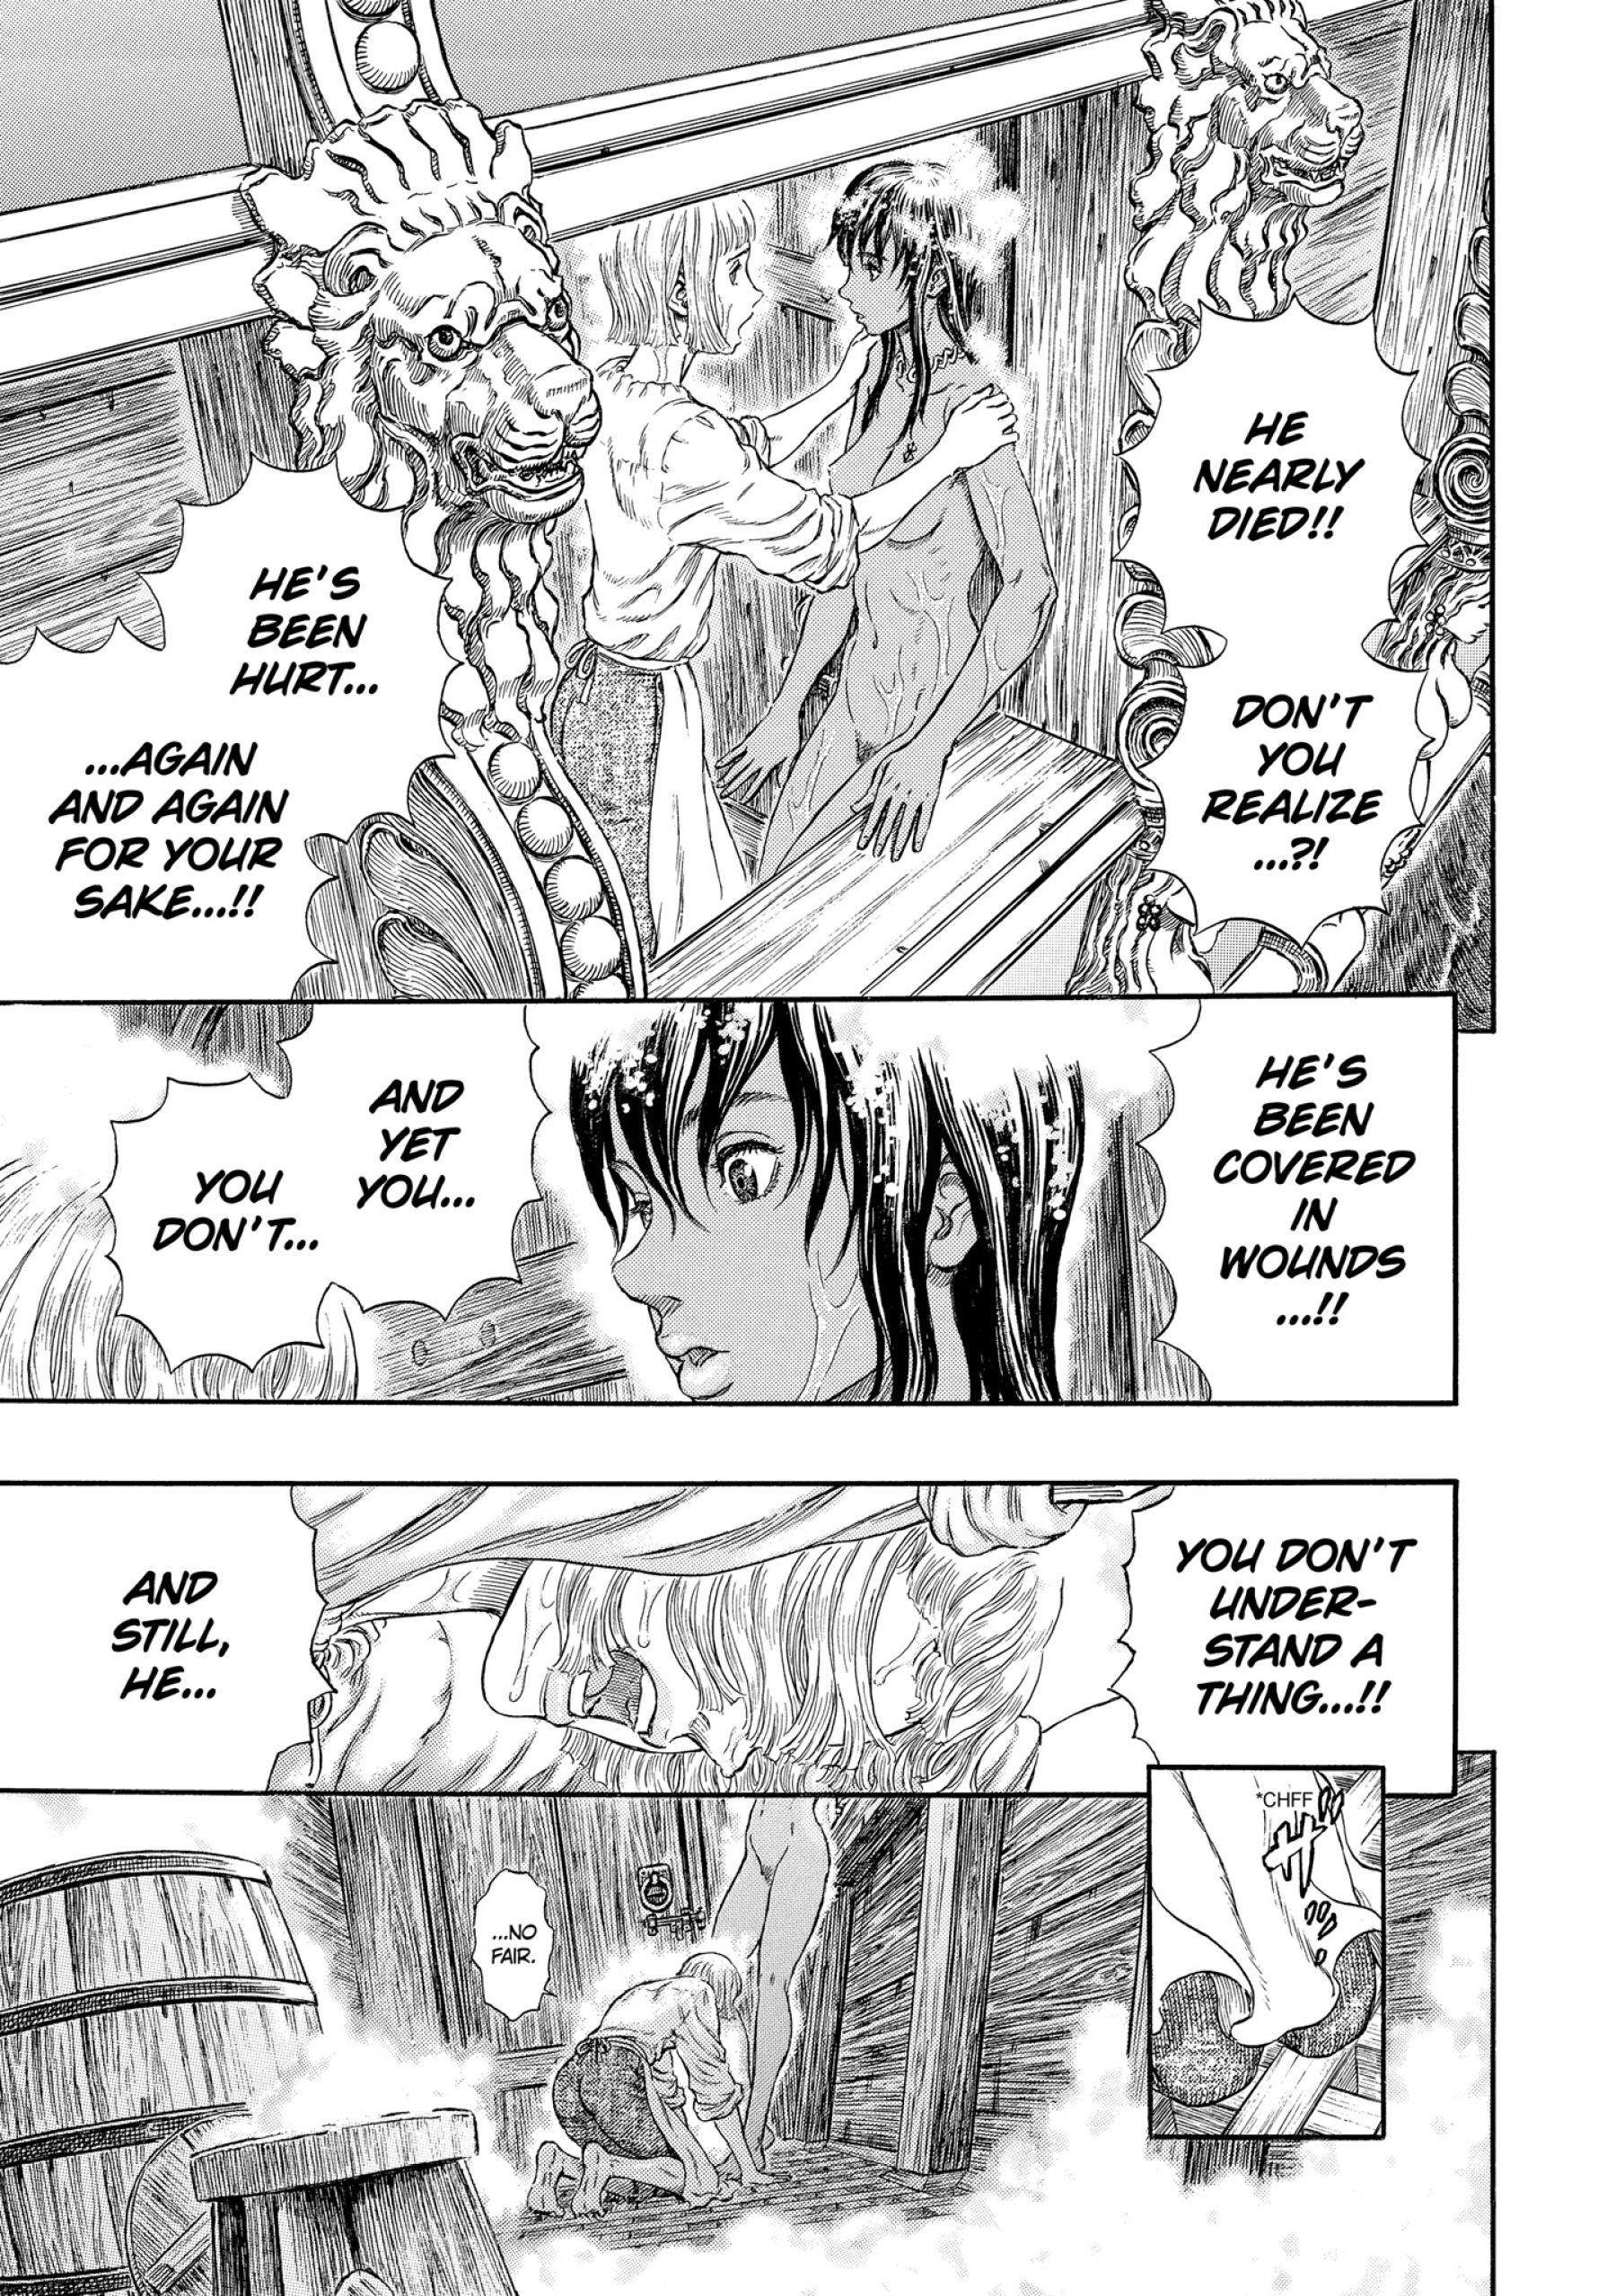 HE
NEARLY
DIED!!
DON'T
YOU
REALIZE
...?!
HE'S
BEEN
HURT...
...AGAIN
AND AGAIN
FOR YOUR
SAKE...!!
HE'S
BEEN
COVERED
IN
WOUNDS
...!!
AND
YET
YOU...
YOU
DON'T...
YOU DON'T
UNDER-
STAND A
THING...!!
AND
STILL,
HE...
*CHFF
ザ
...NO
FAIR.